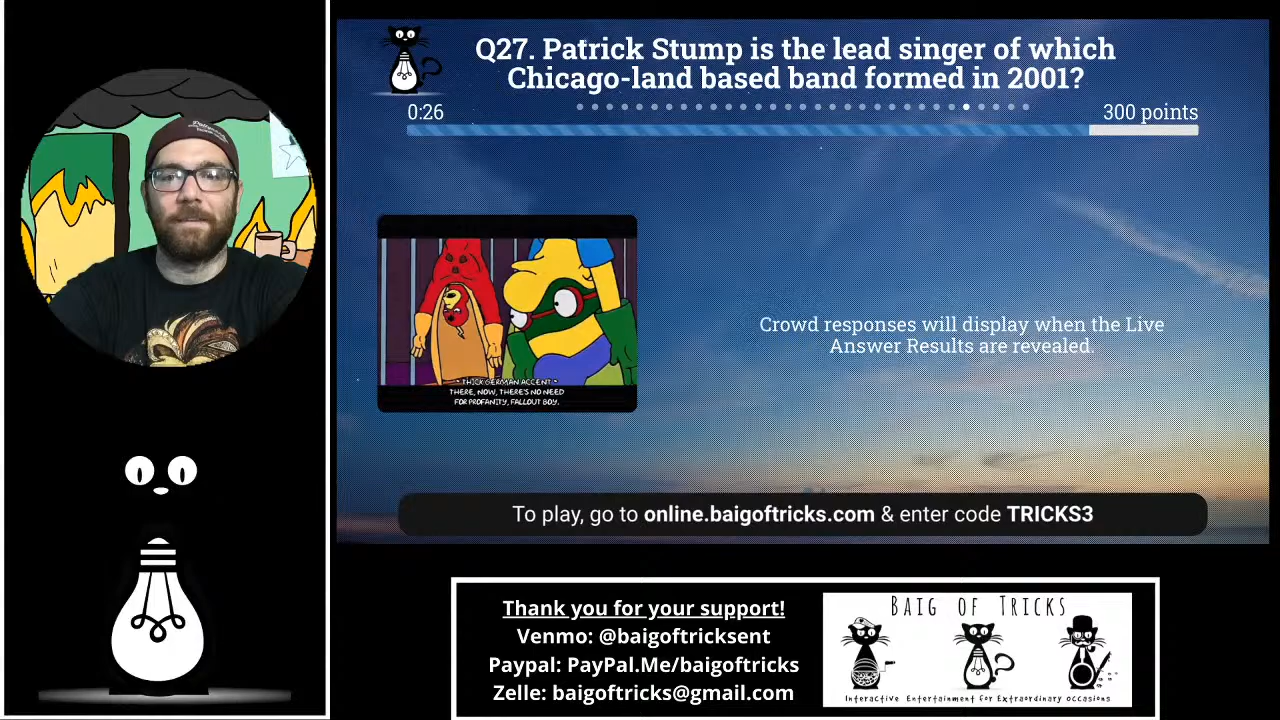 Q27. Patrick Stump is the lead singer of which
Chicago-land based band formed in 2001?
0:26
300 points
* THICK GERMAN ACCENT *
THERE, NOW, THERE'S NO NEED
FOR PROFANITY, FALLOUT BOY.
Crowd responses will display when the Live
Answer Results are revealed
To play, go to online.baigoftricks.com & enter code TRICKS3
Thank you for your support!
Venmo: @baigoftricksent
Paypal: PayPal.Me/baigoftricks
Zelle: baigoftricks@gmail.com
BAIG OF TRICKS
Interactive Entertainment for Extraordinary occasions